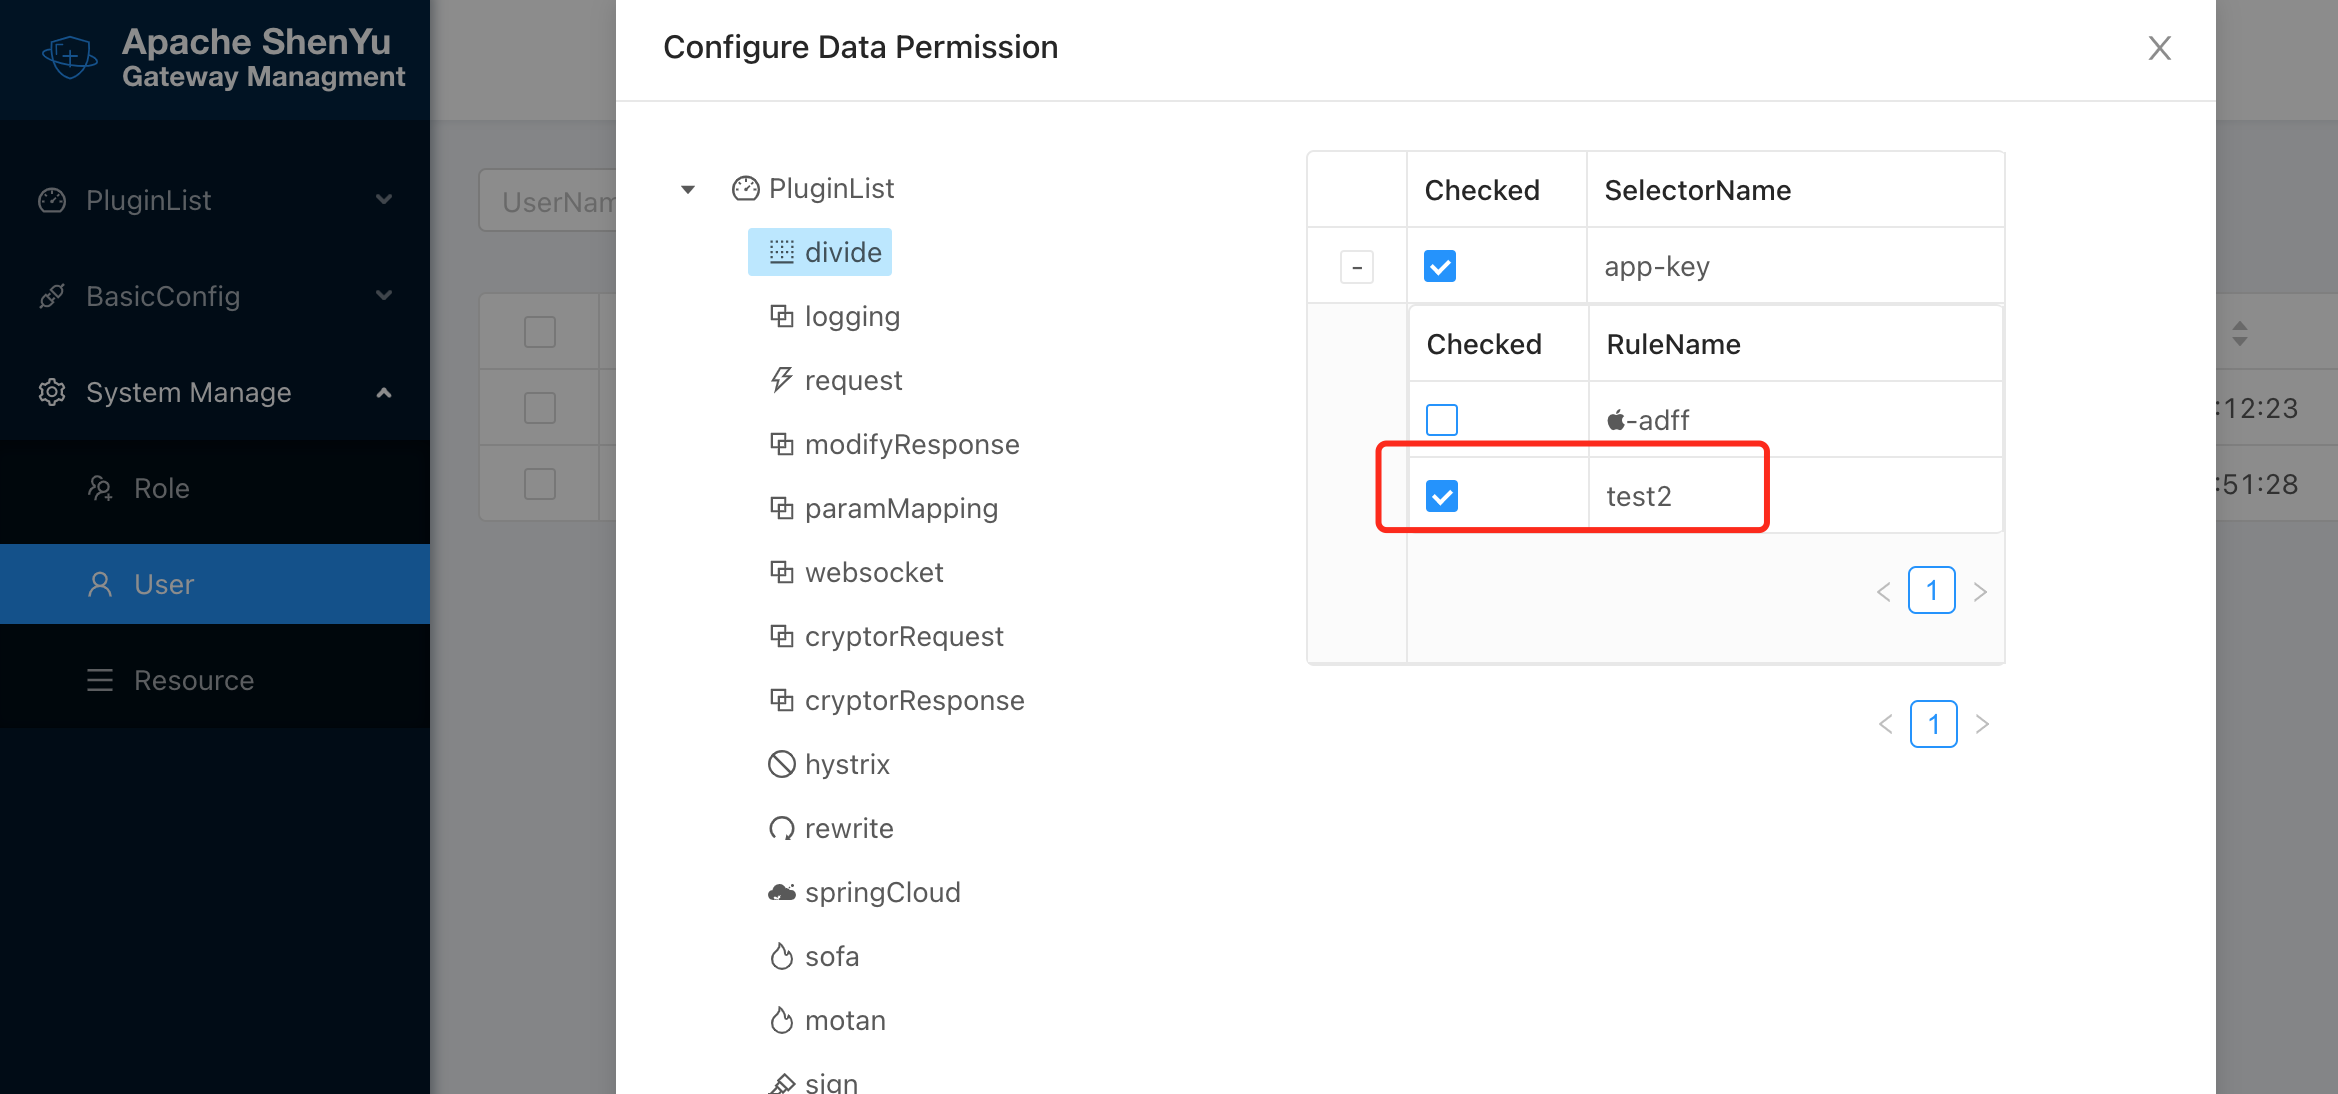 Apache ShenYu
Gateway Managment
PluginList
BasicConfig
System Manage
Role
User
Resource
UserNam
:12:23
:51:28
Configure Data Permission
PluginList
divide
logging
request
modifyResponse
paramMapping
websocket
cryptorRequest
cryptorResponse
hystrix
rewrite
springCloud
sofa
motan
sign
Checked SelectorName
- app-key
Checked RuleName
-adff
test2
< 1 >
< 1 >